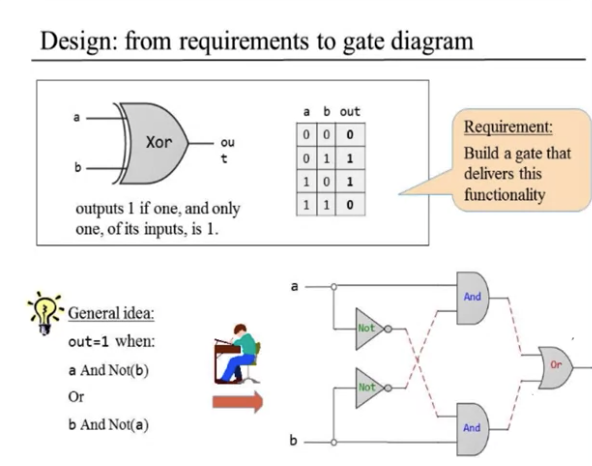 Design: from requirements to gate diagram
a
b
Xor
ou
t
outputs 1 if one, and only
one, of its inputs, is 1.
a b out
0 0 0
0 1 1
1 0 1
1 1 0
Requirement:
Build a gate that
delivers this
functionality
General idea:
out=1 when:
a And Not(b)
Or
b And Not(a)
a
And
Not
Or
Not
And
b